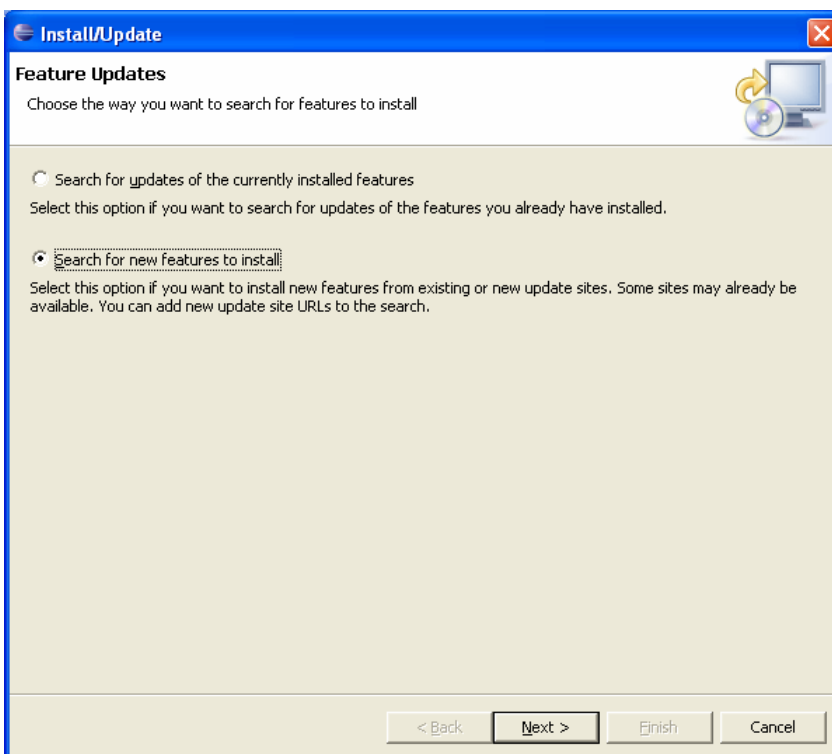 Install/Update
Feature Updates
Choose the way you want to search for features to install
Search for updates of the currently installed features
Select this option if you want to search for updates of the features you already have installed.
Search for new features to install
Select this option if you want to install new features from existing or new update sites. Some sites may already be
available. You can add new update site URLs to the search.
< Back Next > Finish Cancel